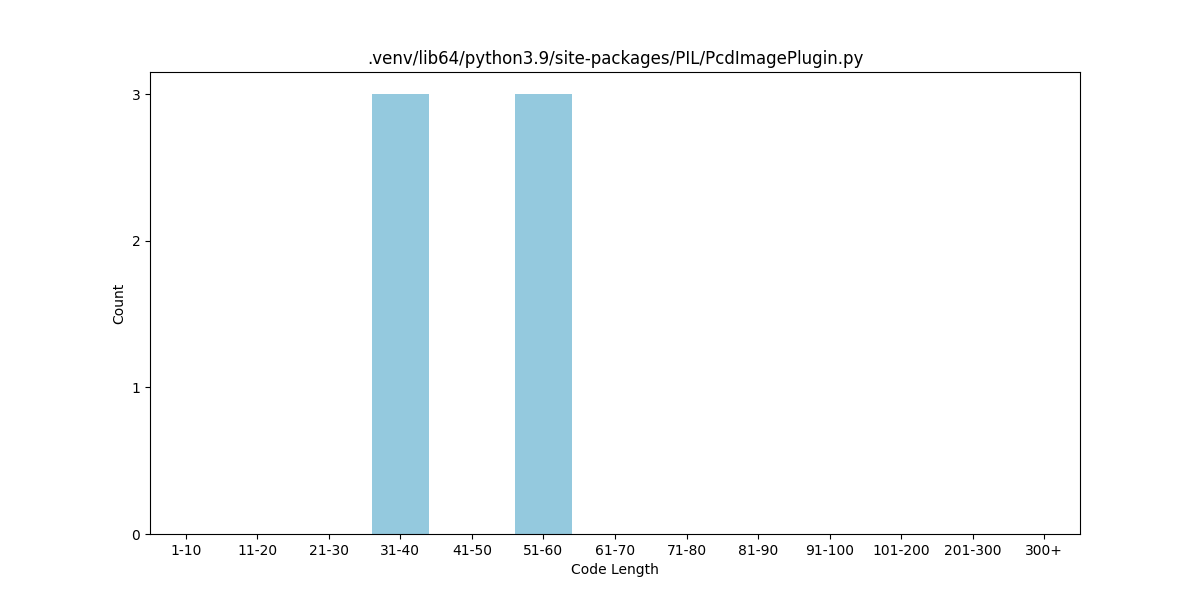 .venv/lib64/python3.9/site-packages/PIL/PcdImagePlugin.py
3
2
1
0
Count
1-10 11-20 21-30 31-40 41-50 51-60 61-70 71-80 81-90 91-100 101-200 201-300 300+
Code Length